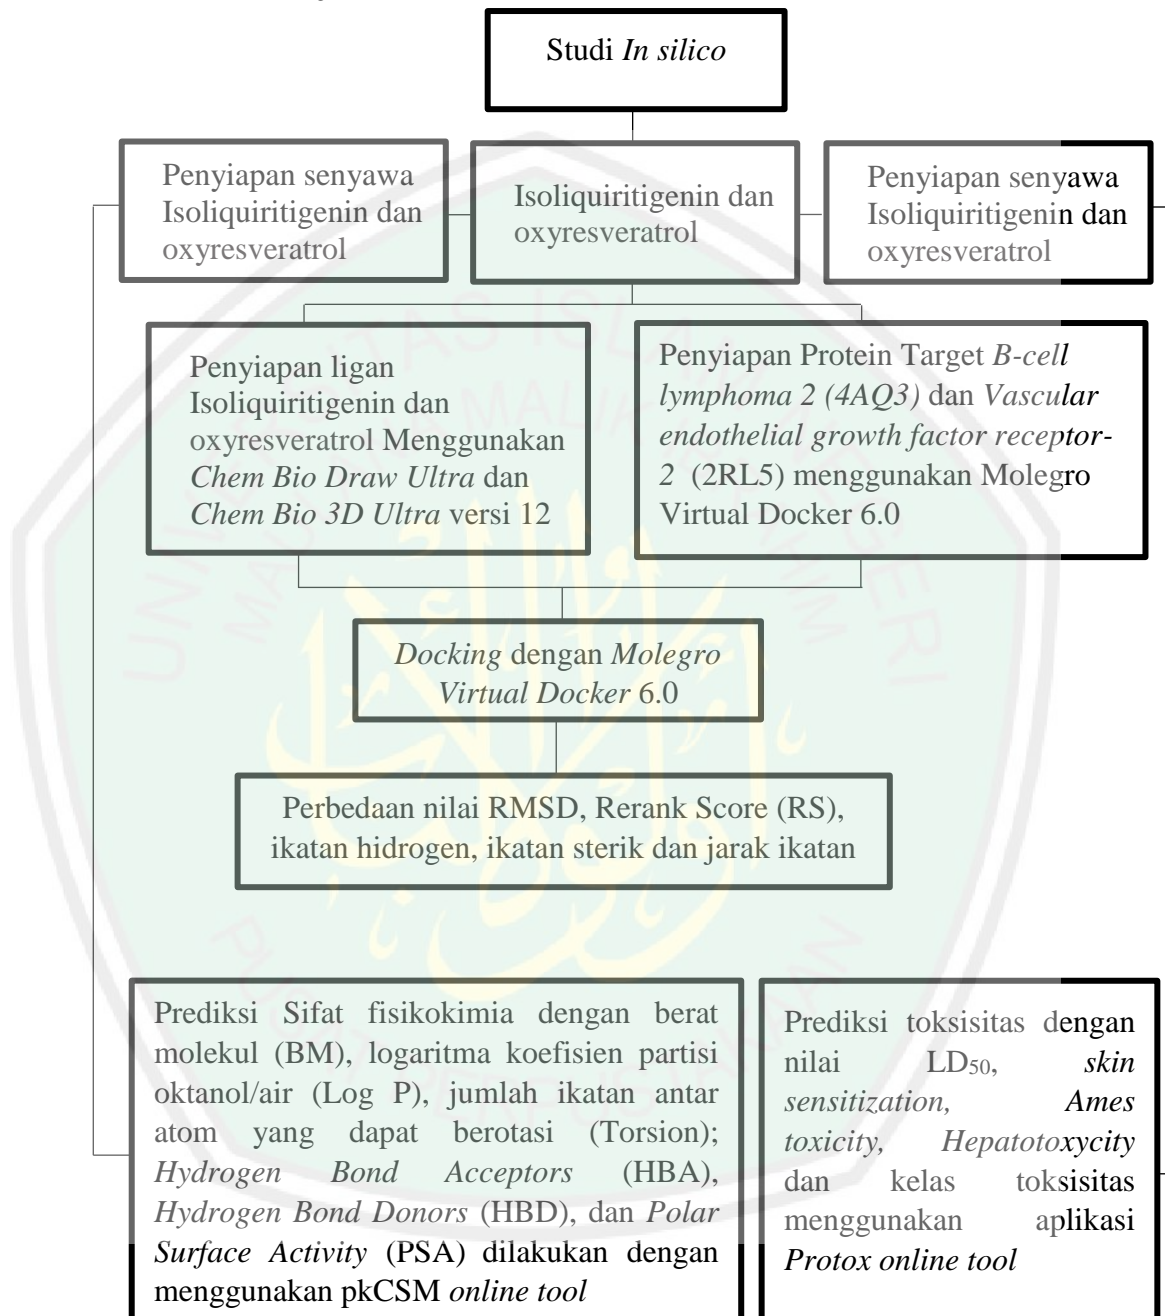 Studi In silico
Penyiapan senyawa
Isoliquiritigenin dan
oxyresveratrol
Isoliquiritigenin dan
oxyresveratrol
Penyiapan senyawa
Isoliquiritigenin dan
oxyresveratrol
Penyiapan ligan
Isoliquiritigenin dan
oxyresveratrol Menggunakan
Chem Bio Draw Ultra dan
Chem Bio 3D Ultra versi 12
Penyiapan Protein Target B-cell
lymphoma 2 (4AQ3) dan Vascular
endothelial growth factor receptor-
2 (2RL5) menggunakan Molegro
Virtual Docker 6.0
Docking dengan Molegro
Virtual Docker 6.0
Perbedaan nilai RMSD, Rerank Score (RS),
ikatan hidrogen, ikatan sterik dan jarak ikatan
Prediksi Sifat fisikokimia dengan berat
molekul (BM), logaritma koefisien partisi
oktanol/air (Log P), jumlah ikatan antar
atom yang dapat berotasi (Torsion);
Hydrogen Bond Acceptors (HBA),
Hydrogen Bond Donors (HBD), dan Polar
Surface Activity (PSA) dilakukan dengan
menggunakan pkCSM online tool
Prediksi toksisitas dengan
nilai LD₅₀, skin
sensitization, Ames
toxicity, Hepatotoxycity
dan kelas toksisitas
menggunakan aplikasi
Protox online tool